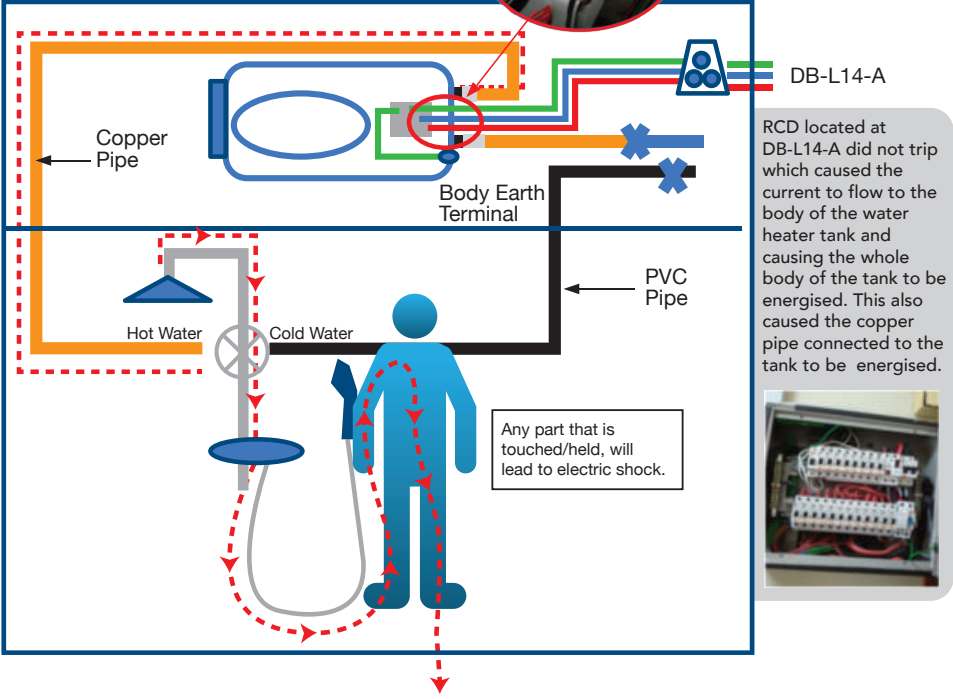 DB-L14-A
Copper
Pipe
Body Earth
Terminal
RCD located at
DB-L14-A did not trip
which caused the
current to flow to the
body of the water
heater tank and
causing the whole
body of the tank to be
energised. This also
caused the copper
pipe connected to the
tank to be energised.
PVC
Pipe
Hot Water
Cold Water
Any part that is
touched/held, will
lead to electric shock.